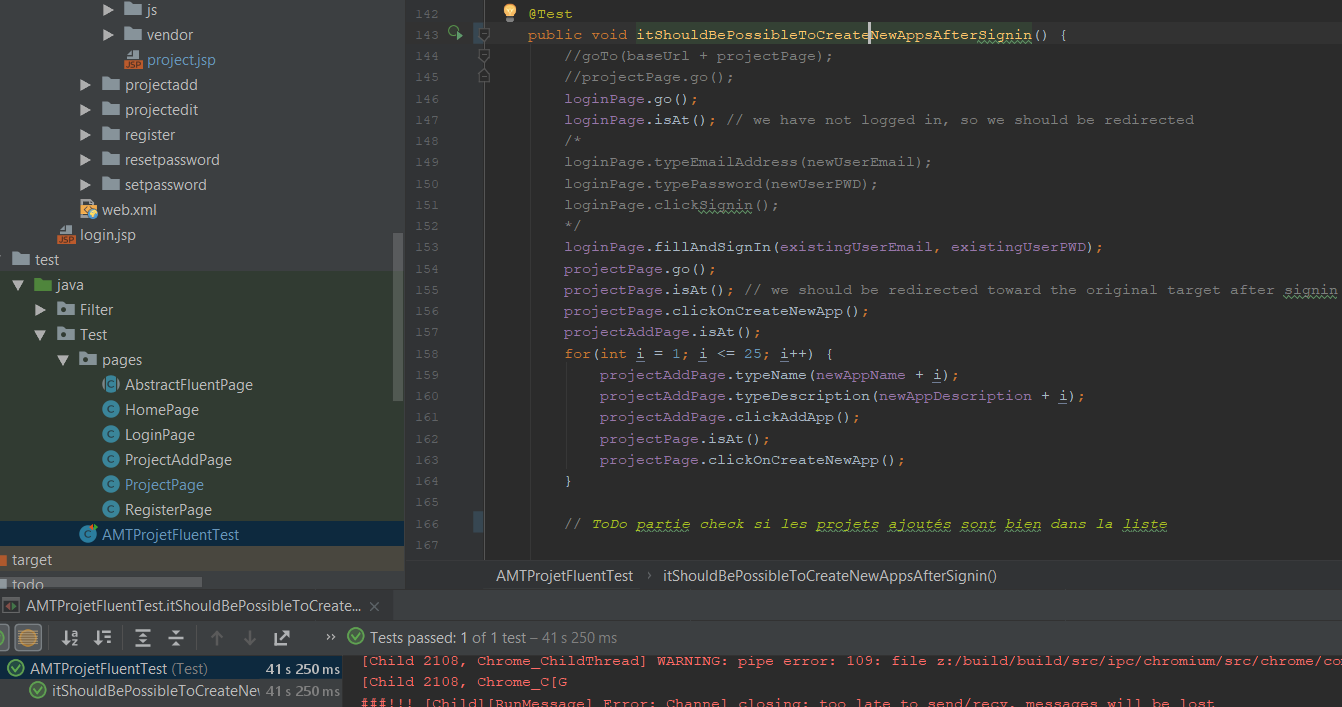 js
vendor
project.jsp
projectadd
projectedit
register
resetpassword
setpassword
web.xml
login.jsp
test
java
Filter
Test
pages
AbstractFluentPage
HomePage
LoginPage
ProjectAddPage
ProjectPage
RegisterPage
AMTProjetFluentTest
target
todo
142 @Test
143 public void itShouldBePossibleToCreateNewAppsAfterSignin() {
144 //goTo(baseUrl + projectPage);
145 //projectPage.go();
146 loginPage.go();
147 loginPage.isAt(); // we have not logged in, so we should be redirected
148 /*
149 loginPage.typeEmailAddress(newUserEmail);
150 loginPage.typePassword(newUserPWD);
151 loginPage.clickSignin();
152 */
153 loginPage.fillAndSignIn(existingUserEmail, existingUserPWD);
154 projectPage.go();
155 projectPage.isAt(); // we should be redirected toward the original target after signin
156 projectPage.clickOnCreateNewApp();
157 projectAddPage.isAt();
158 for(int i = 1; i <= 25; i++) {
159 projectAddPage.typeName(newAppName + i);
160 projectAddPage.typeDescription(newAppDescription + i);
161 projectAddPage.clickAddApp();
162 projectPage.isAt();
163 projectPage.clickOnCreateNewApp();
164 }
165
166 // ToDo partie check si les projets ajoutés sont bien dans la liste
167
AMTProjetFluentTest › itShouldBePossibleToCreateNewAppsAfterSignin()
AMTProjetFluentTest.itShouldBePossibleToCreate... ×
» Tests passed: 1 of 1 test – 41 s 250 ms
AMTProjetFluentTest (Test) 41 s 250 ms
itShouldBePossibleToCreateNe 41 s 250 ms
[Child 2108, Chrome_ChildThread] WARNING: pipe error: 109: file z:/build/build/src/ipc/chromium/src/chrome/co
[Child 2108, Chrome_C[G
###!!! [Child][RunMessage] Error: Channel closing: too late to send/recv, messages will be lost